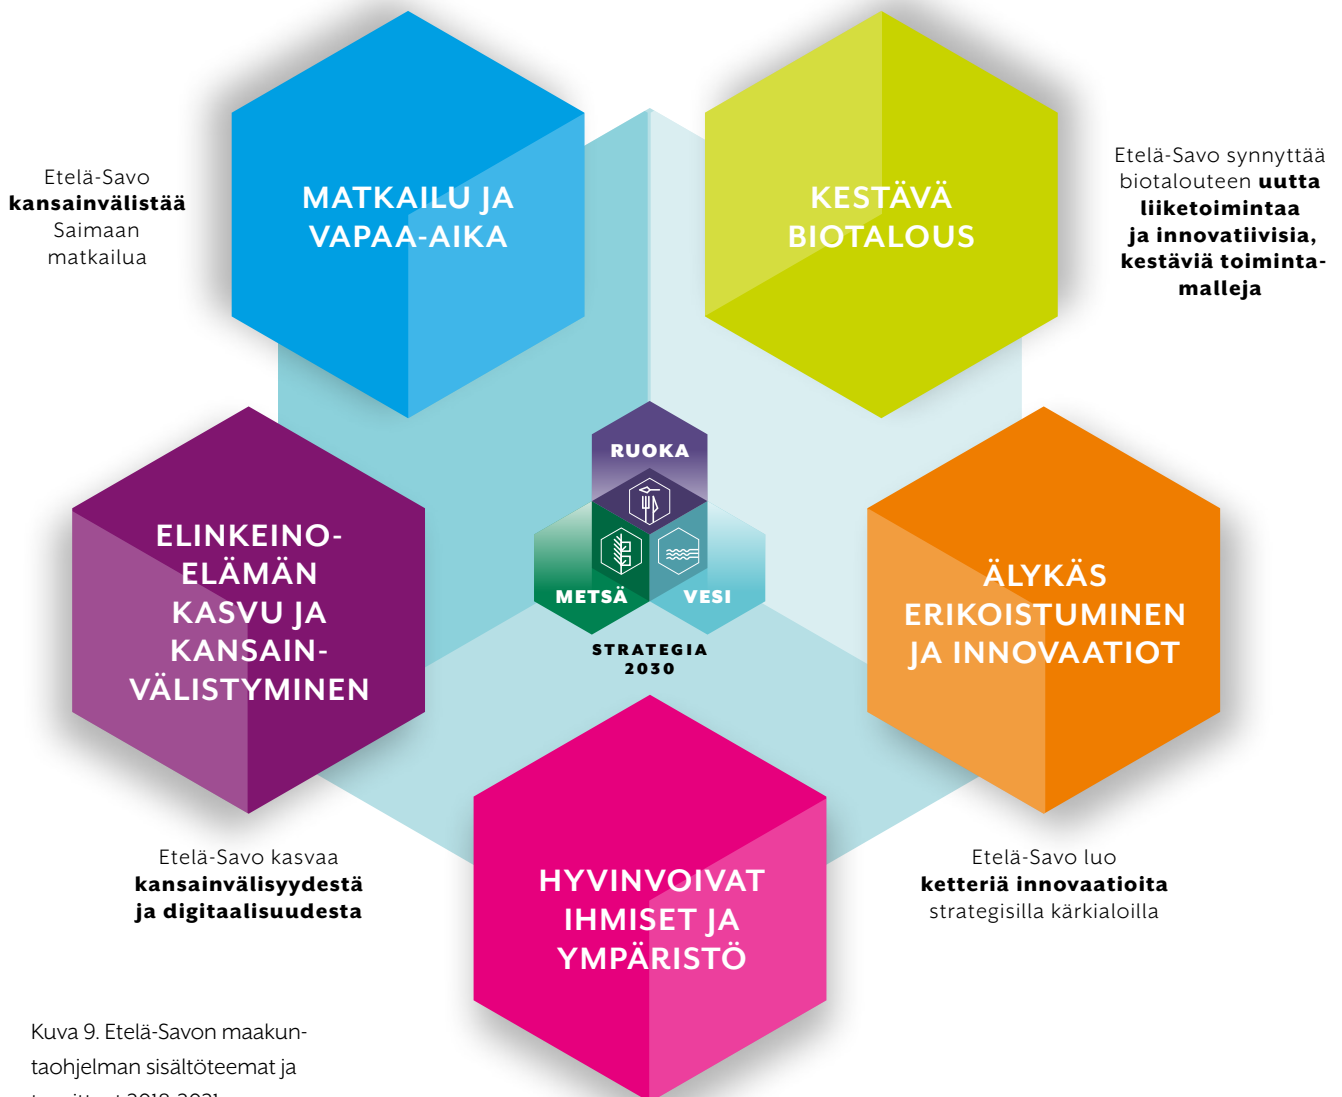 MATKAILU JA
VAPAA-AIKA
KESTÄVÄ
BIOTALOUS
Etelä-Savo
kansainvälistää
Saimaan
matkailua
Etelä-Savo synnyttää
biotalouteen uutta
liiketoimintaa
ja innovatiivisia,
kestäviä toiminta-
malleja
RUOKA
METSÄ
VESI
STRATEGIA
2030
ELINKEINO-
ELÄMÄN
KASVU JA
KANSAIN-
VÄLISTYMINEN
ÄLYKÄS
ERIKOISTUMINEN
JA INNOVAATIOT
Etelä-Savo kasvaa
kansainvälisyydestä
ja digitaalisuudesta
HYVINVOIVAT
IHMISET JA
YMPÄRISTÖ
Etelä-Savo luo
ketteriä innovaatioita
strategisilla kärkialoilla
Kuva 9. Etelä-Savon maakun-
taohjelman sisältöteemat ja
2018-2021